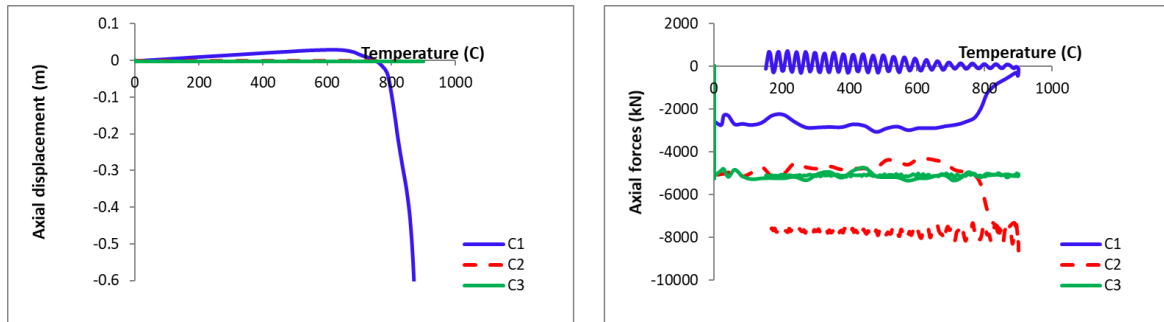 Axial displacement (m)
0.1
0
-0.1
-0.2
-0.3
-0.4
-0.5
-0.6
Temperature (C)
0 200 400 600 800 1000
C1
C2
C3
Axial forces (kN)
2000
0
-2000
-4000
-6000
-8000
-10000
Temperature (C)
0 200 400 600 800 1000
C1
C2
C3